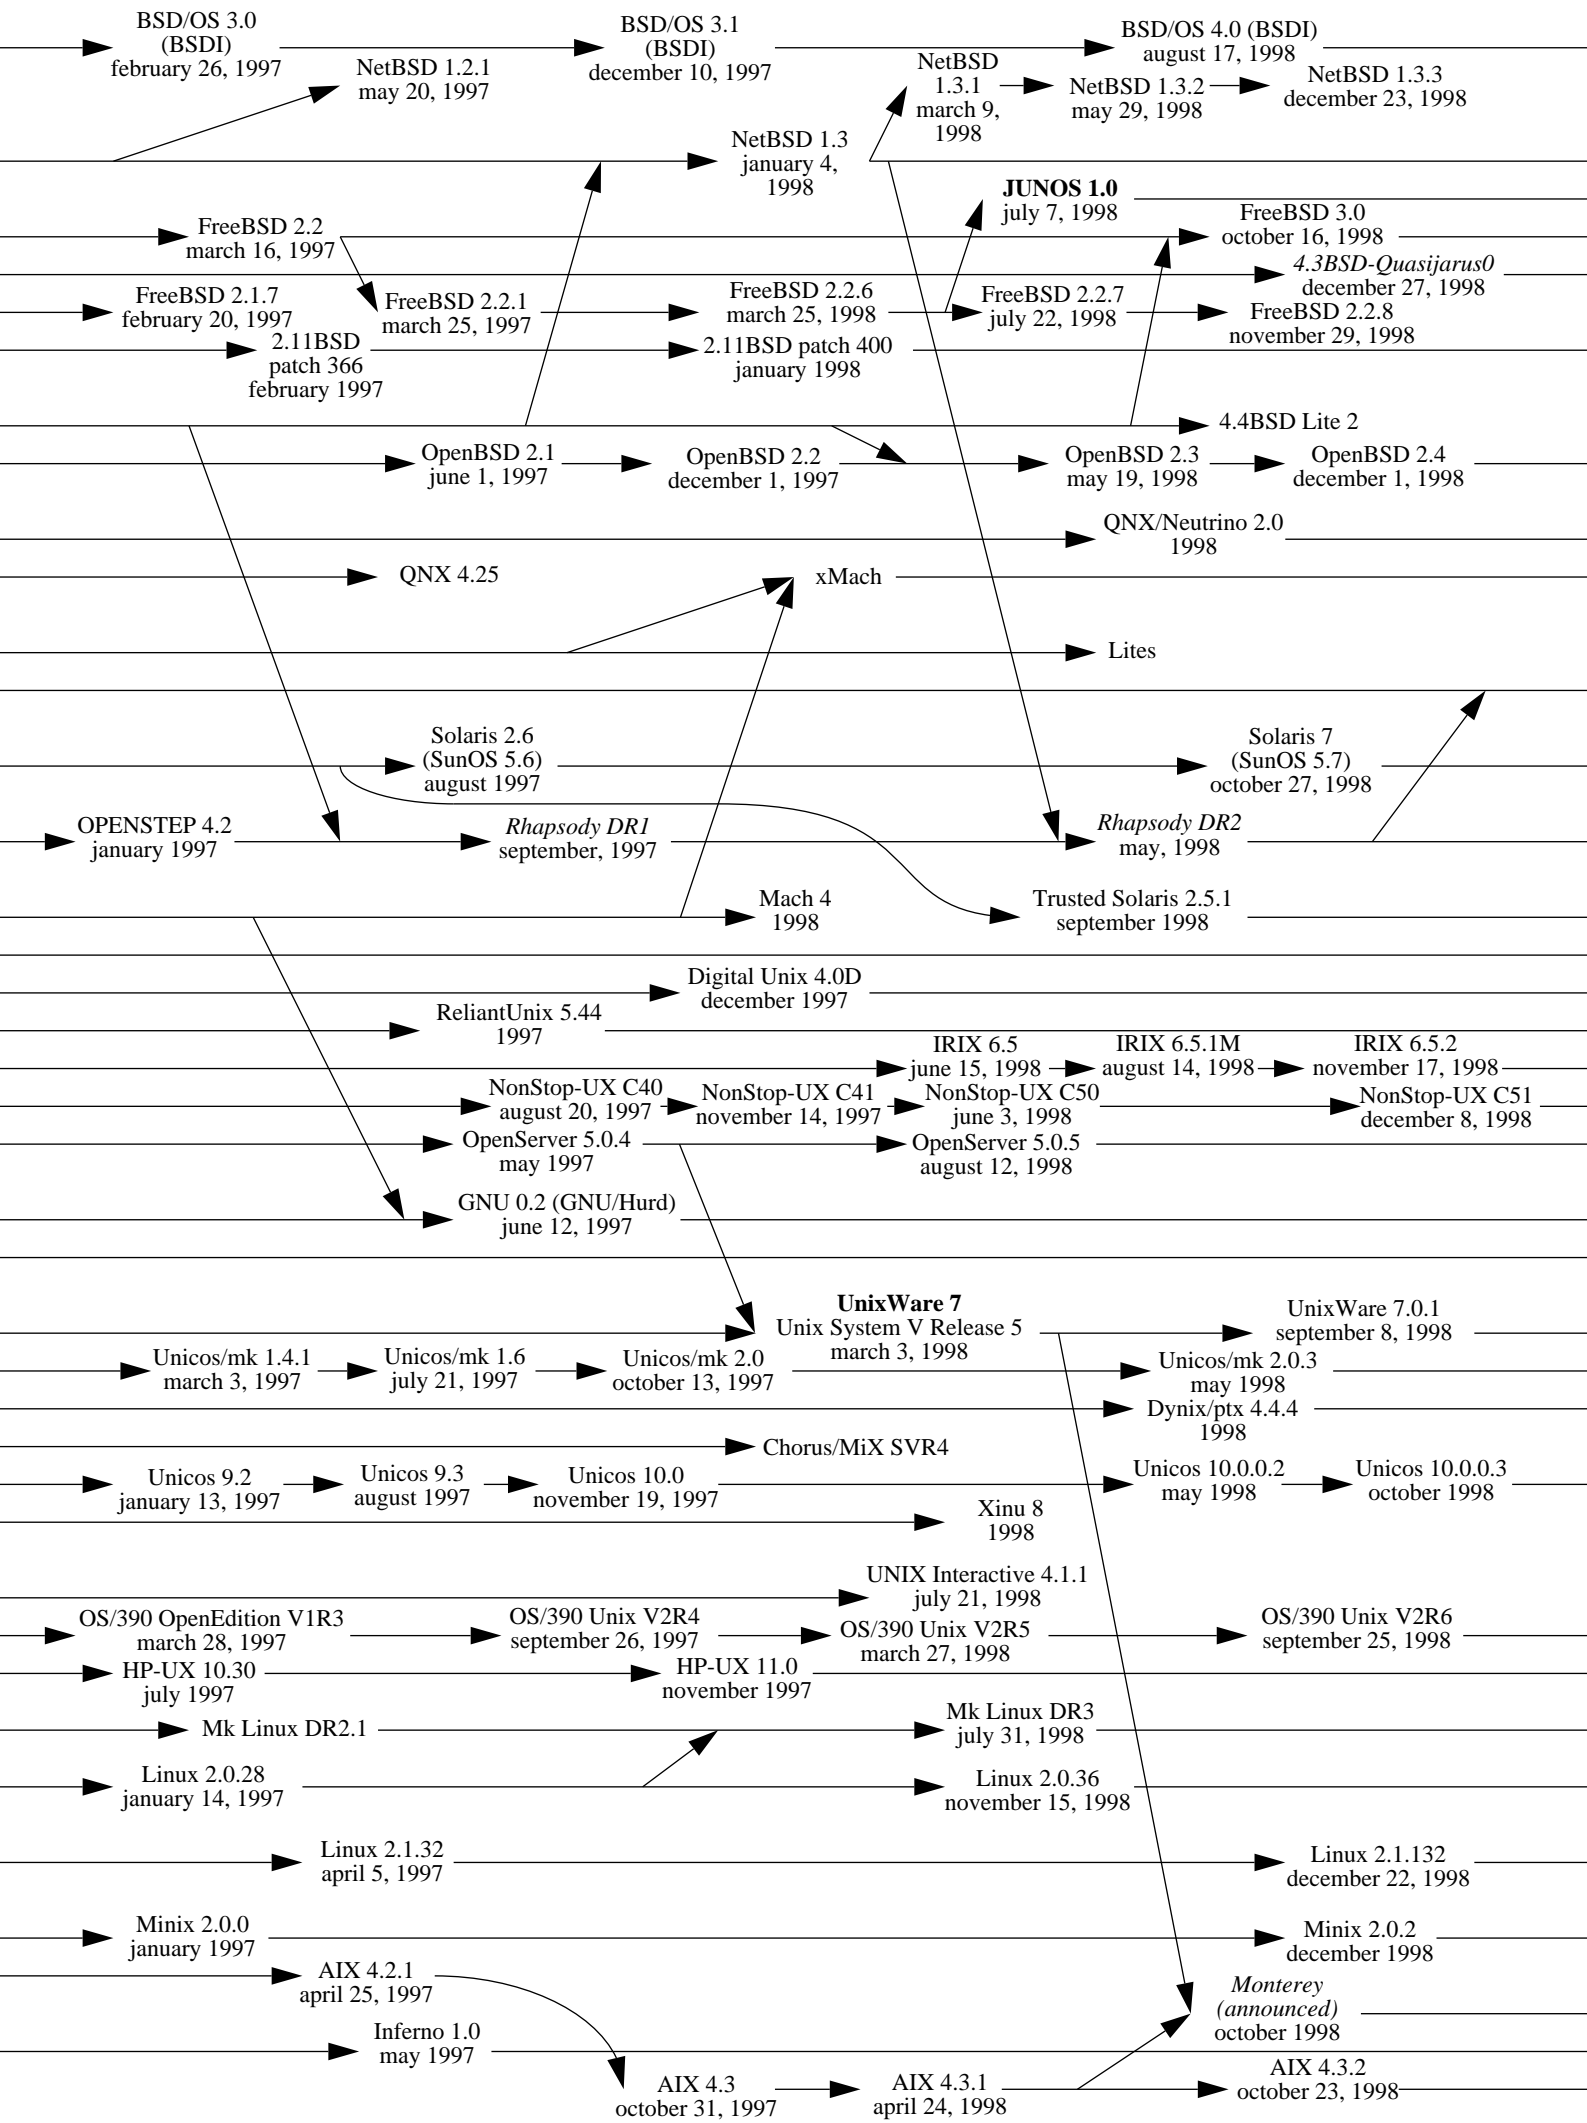 BSD/OS 3.0
(BSDI)
february 26, 1997
BSD/OS 3.1
(BSDI)
december 10, 1997
BSD/OS 4.0 (BSDI)
august 17, 1998
NetBSD 1.2.1
may 20, 1997
NetBSD
1.3.1
march 9,
1998
NetBSD 1.3.2
may 29, 1998
NetBSD 1.3.3
december 23, 1998
NetBSD 1.3
january 4,
1998
JUNOS 1.0
july 7, 1998
FreeBSD 2.2
march 16, 1997
FreeBSD 3.0
october 16, 1998
4.3BSD-Quasijarus0
december 27, 1998
FreeBSD 2.1.7
february 20, 1997
FreeBSD 2.2.1
march 25, 1997
FreeBSD 2.2.6
march 25, 1998
FreeBSD 2.2.7
july 22, 1998
FreeBSD 2.2.8
november 29, 1998
2.11BSD
patch 366
february 1997
2.11BSD patch 400
january 1998
4.4BSD Lite 2
OpenBSD 2.1
june 1, 1997
OpenBSD 2.2
december 1, 1997
OpenBSD 2.3
may 19, 1998
OpenBSD 2.4
december 1, 1998
QNX/Neutrino 2.0
1998
QNX 4.25
xMach
Lites
Solaris 2.6
(SunOS 5.6)
august 1997
Solaris 7
(SunOS 5.7)
october 27, 1998
OPENSTEP 4.2
january 1997
Rhapsody DR1
september, 1997
Rhapsody DR2
may, 1998
Mach 4
1998
Trusted Solaris 2.5.1
september 1998
Digital Unix 4.0D
december 1997
ReliantUnix 5.44
1997
IRIX 6.5
june 15, 1998
IRIX 6.5.1M
august 14, 1998
IRIX 6.5.2
november 17, 1998
NonStop-UX C40
august 20, 1997
NonStop-UX C41
november 14, 1997
NonStop-UX C50
june 3, 1998
NonStop-UX C51
december 8, 1998
OpenServer 5.0.4
may 1997
OpenServer 5.0.5
august 12, 1998
GNU 0.2 (GNU/Hurd)
june 12, 1997
UnixWare 7
Unix System V Release 5
march 3, 1998
UnixWare 7.0.1
september 8, 1998
Unicos/mk 1.4.1
march 3, 1997
Unicos/mk 1.6
july 21, 1997
Unicos/mk 2.0
october 13, 1997
Unicos/mk 2.0.3
may 1998
Dynix/ptx 4.4.4
1998
Chorus/MiX SVR4
Unicos 9.2
january 13, 1997
Unicos 9.3
august 1997
Unicos 10.0
november 19, 1997
Unicos 10.0.0.2
may 1998
Unicos 10.0.0.3
october 1998
Xinu 8
1998
UNIX Interactive 4.1.1
july 21, 1998
OS/390 OpenEdition V1R3
march 28, 1997
OS/390 Unix V2R4
september 26, 1997
OS/390 Unix V2R5
march 27, 1998
OS/390 Unix V2R6
september 25, 1998
HP-UX 10.30
july 1997
HP-UX 11.0
november 1997
Mk Linux DR2.1
Mk Linux DR3
july 31, 1998
Linux 2.0.28
january 14, 1997
Linux 2.0.36
november 15, 1998
Linux 2.1.32
april 5, 1997
Linux 2.1.132
december 22, 1998
Minix 2.0.0
january 1997
Minix 2.0.2
december 1998
AIX 4.2.1
april 25, 1997
Monterey
(announced)
october 1998
Inferno 1.0
may 1997
AIX 4.3
october 31, 1997
AIX 4.3.1
april 24, 1998
AIX 4.3.2
october 23, 1998